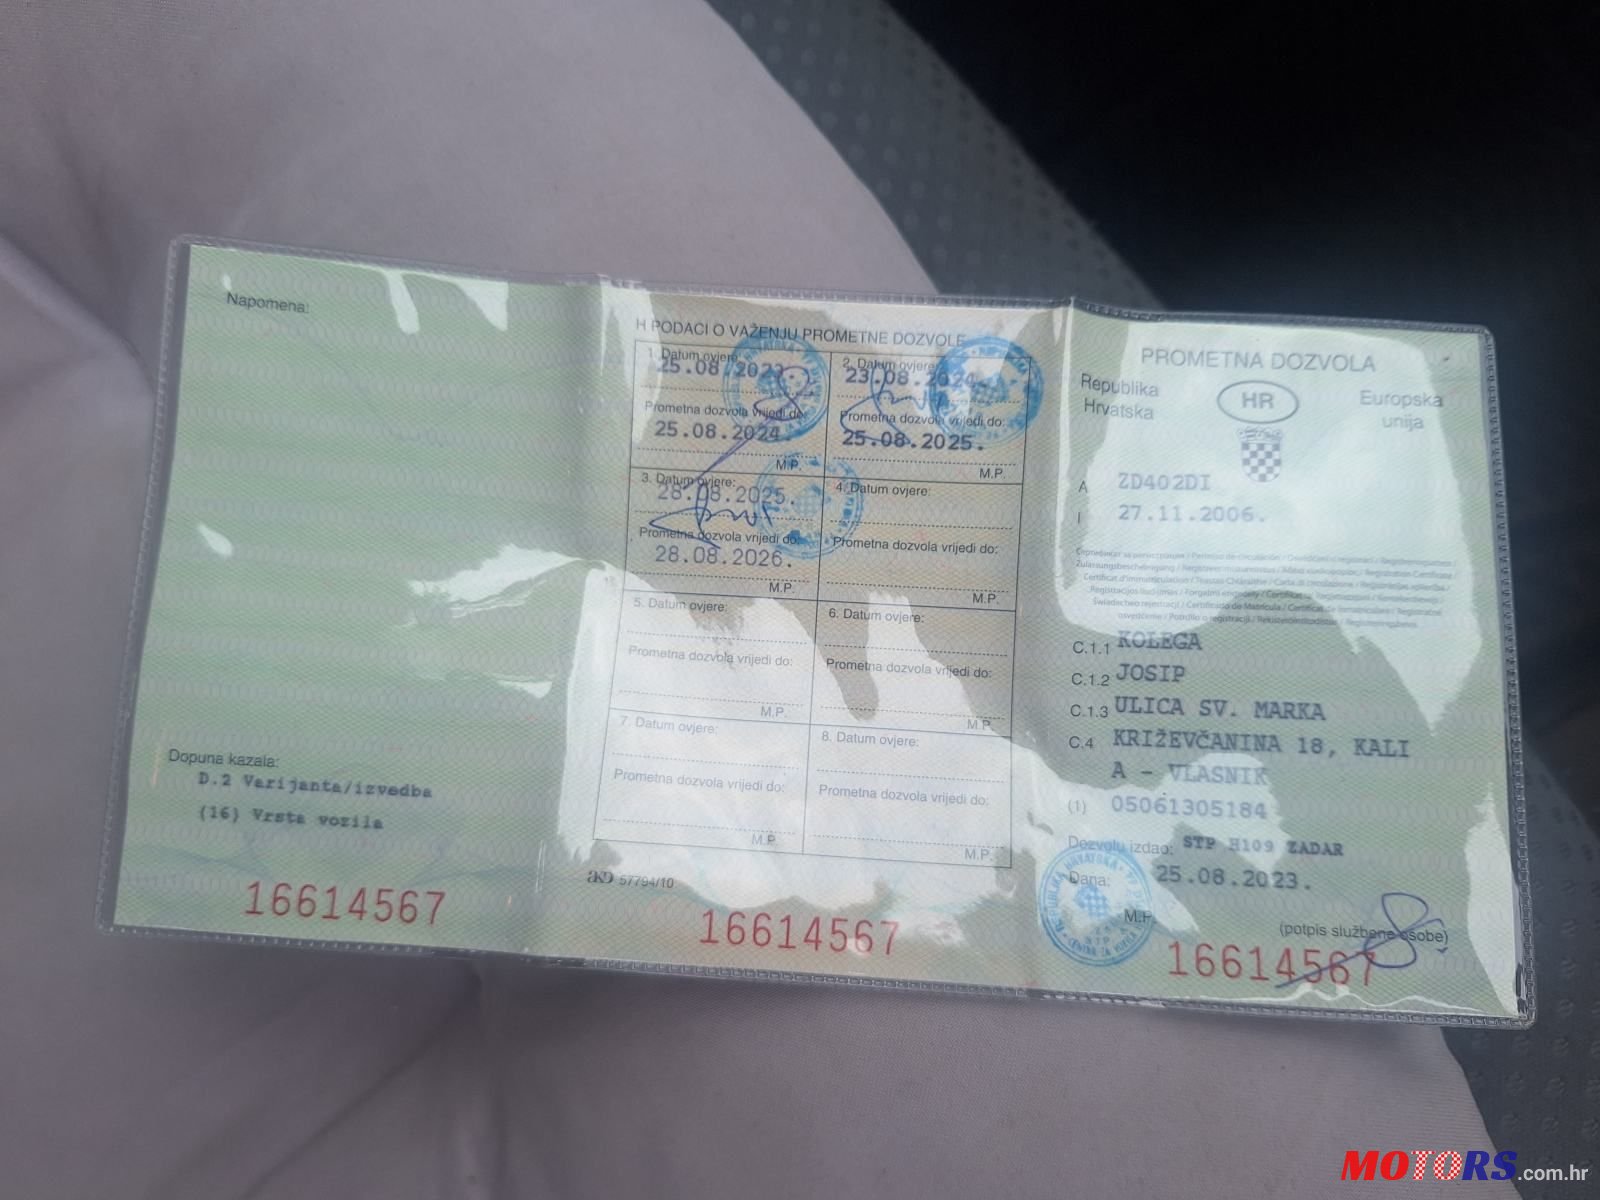 Napomena:
Dopuna kazala:
D.2 Varijanta/izvedba
(16) Vrsta vozila
16614567
H PODACI O VAŽENJU PROMETNE DOZVOLE
1. Datum ovjere:
25.08.2023
Prometna dozvola vrijedi do:
25.08.2024.
M.P.
2. Datum ovjere:
23.08.2024.
Prometna dozvola vrijedi do:
25.08.2025.
M.P.
3. Datum ovjere:
28.08.2025.
Prometna dozvola vrijedi do:
28.08.2026.
M.P.
4. Datum ovjere:
Prometna dozvola vrijedi do:
M.P.
5. Datum ovjere:
Prometna dozvola vrijedi do:
M.P.
6. Datum ovjere:
Prometna dozvola vrijedi do:
M.P.
7. Datum ovjere:
Prometna dozvola vrijedi do:
M.P.
8. Datum ovjere:
Prometna dozvola vrijedi do:
M.P.
AKD 57794/10
16614567
PROMETNA DOZVOLA
Republika
Hrvatska
HR
Europska
unija
A ZD402DI
I 27.11.2006.
C.1.1 KOLEGA
C.1.2 JOSIP
C.1.3 ULICA SV. MARKA
C.4 KRIŽEVČANINA 18, KALI
A - VLASNIK
(1) 05061305184
Dozvolu izdao: STP H109 ZADAR
Dana: 25.08.2023.
M.P.
(potpis službene osobe)
16614567
MOTORS.com.hr